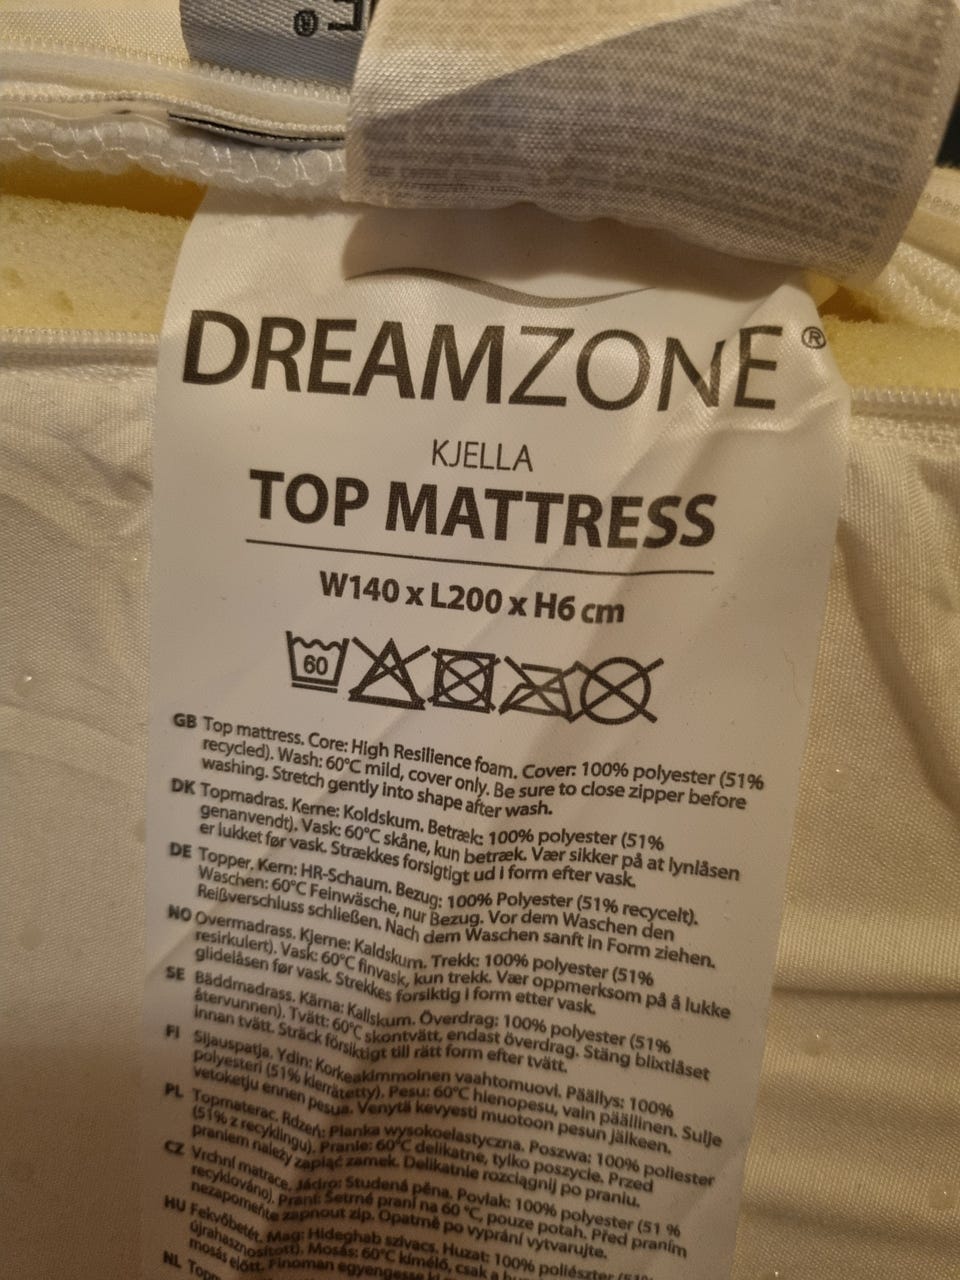 DREAMZONE®
KJELLA
TOP MATTRESS
W140 x L200 x H6 cm
60
GB Top mattress. Core: High Resilience foam. Cover: 100% polyester (51%
recycled). Wash: 60°C mild, cover only. Be sure to close zipper before
washing. Stretch gently into shape after wash.
DK Topmadras. Kerne: Koldskum. Betræk: 100% polyester (51%
genanvendt). Vask: 60°C skåne, kun betræk. Vær sikker på at lynlåsen
er lukket før vask. Strækkes forsigtigt ud i form efter vask.
DE Topper. Kern: HR-Schaum. Bezug: 100% Polyester (51% recycelt).
Waschen: 60°C Feinwäsche, nur Bezug. Vor dem Waschen den
Reißverschluss schließen. Nach dem Waschen sanft in Form ziehen.
NO Overmadrass. Kjerne: Kaldskum. Trekk: 100% polyester (51%
resirkulert). Vask: 60°C finvask, kun trekk. Vær oppmerksom på å lukke
glidelåsen før vask. Strekkes forsiktig i form etter vask.
SE Bäddmadrass. Kärna: Kallskum. Överdrag: 100% polyester (51%
återvunnen). Tvätt: 60°C skontvätt, endast överdrag. Stäng blixtlåset
innan tvätt. Sträck försiktigt till rätt form efter tvätt.
FI Sijauspatja. Ydin: Korkeakimmoinen vaahtomuovi. Päällys: 100%
polyesteri (51% kierrätetty). Pesu: 60°C hienopesu, vain päällinen. Sulje
vetoketju ennen pesua. Venytä kevyesti muotoon pesun jälkeen.
PL Topmaterac. Rdzeń: Pianka wysokoelastyczna. Poszwa: 100% poliester
(51% z recyklingu). Pranie: 60°C delikatne, tylko poszycie. Przed
praniem należy zapiąć zamek. Delikatnie rozciągnij po praniu.
CZ Vrchní matrace. Jádro: Studená pěna. Povlak: 100% polyester (51 %
recyklováno). Praní: Šetrné praní na 60 °C, pouze potah. Před praním
nezapomeňte zapnout zip. Opatrně po vyprání vytvarujte.
HU Fekvőbetét. Mag: Hideghab szivacs. Huzat: 100% poliészter (51%
újrahasznosított). Mosás: 60°C kímélő, csak a
mosás előtt. Finoman egyengesse ki
NL